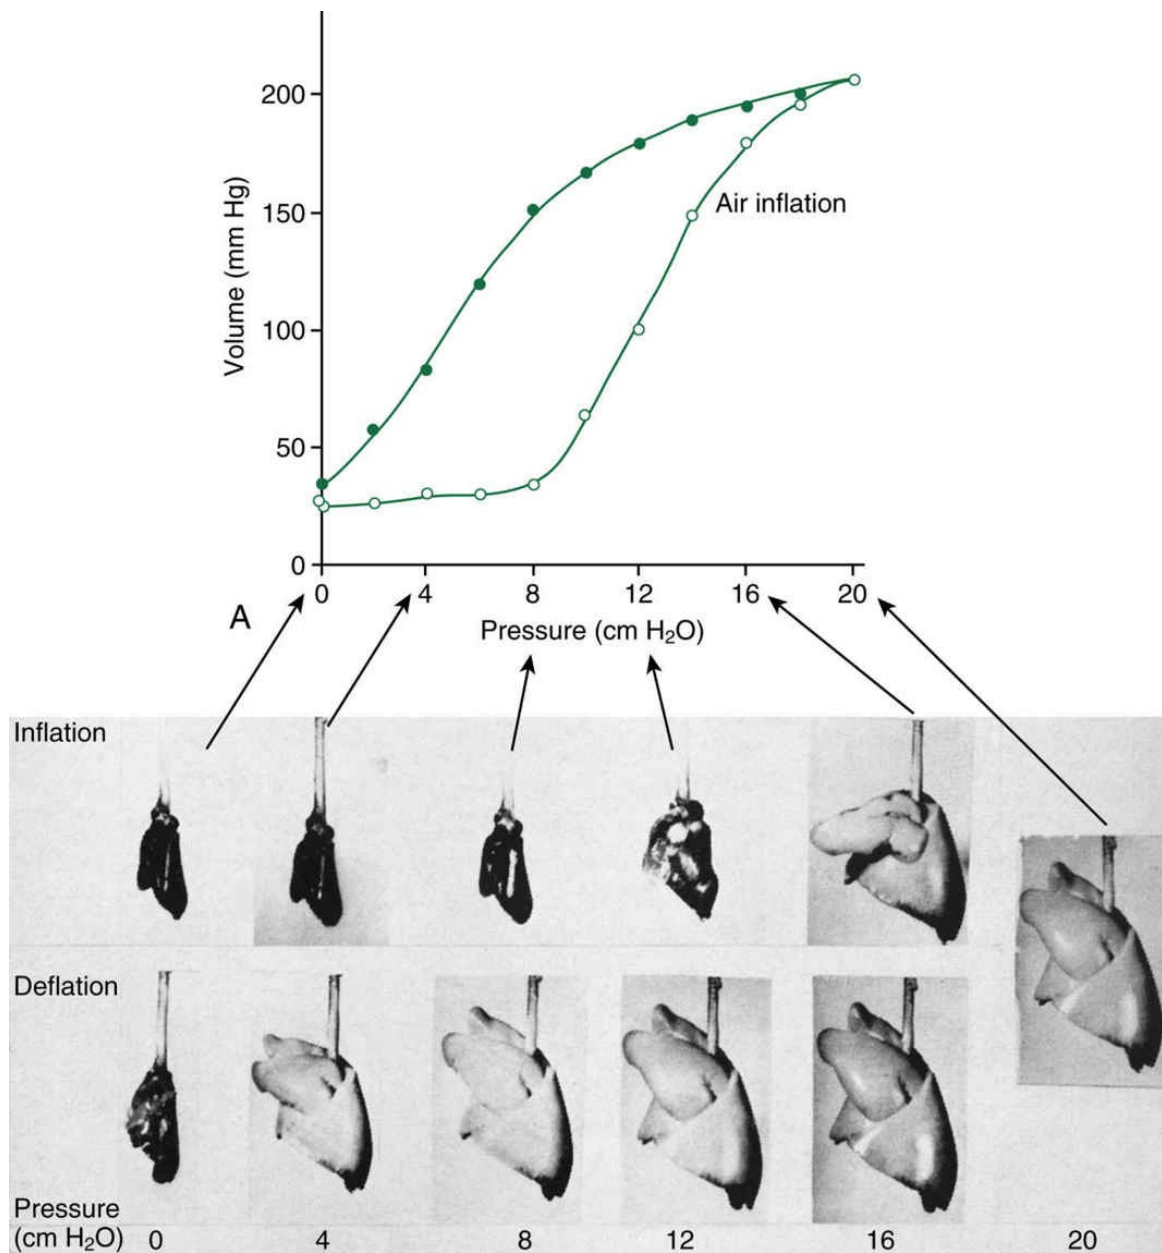 200
150
100
50
0
Volume (mm Hg)
Air inflation
0 4 8 12 16 20
A
Pressure (cm H₂O)
Inflation
Deflation
Pressure
(cm H₂O) 0 4 8 12 16 20